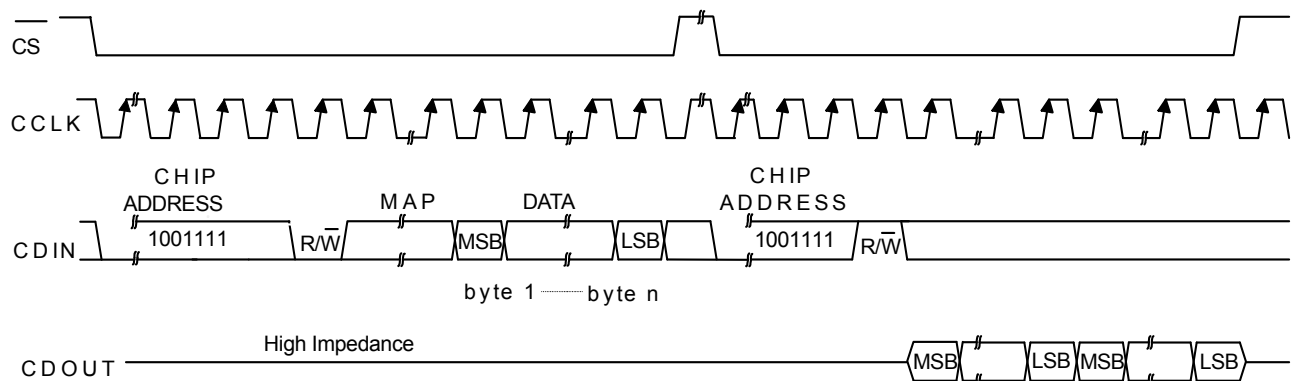 CS
CCLK
CHIP
ADDRESS
MAP
DATA
CHIP
ADDRESS
CDIN
1001111
R/W
MSB
LSB
1001111
R/W
byte 1
byte n
High Impedance
CDOUT
MSB
LSB
MSB
LSB